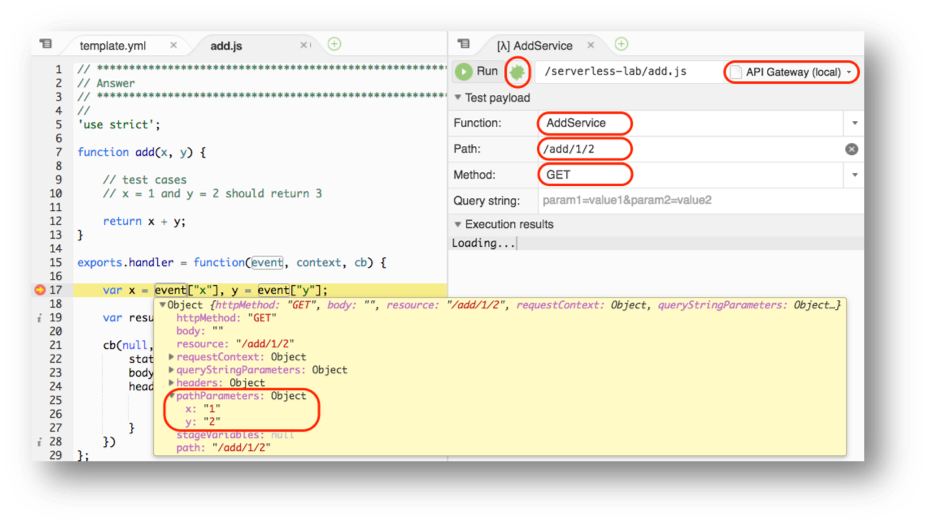 template.yml
add.js
[λ] AddService
Run
/serverless-lab/add.js
API Gateway (local)
Test payload
Function: AddService
Path: /add/1/2
Method: GET
Query string: param1=value1&param2=value2
Execution results
Loading...
1 // ******************************************************
2 // Answer
3 // ******************************************************
4 //
5 'use strict';
6
7 function add(x, y) {
8
9 // test cases
10 // x = 1 and y = 2 should return 3
11
12 return x + y;
13 }
14
15 exports.handler = function(event, context, cb) {
16
17 var x = event["x"], y = event["y"];
18
19 var resu
20
21 cb(null,
22 stat
23 body
24 head
25
26
27 }
28 })
29 };
Object {httpMethod: "GET", body: "", resource: "/add/1/2", requestContext: Object, queryStringParameters: Object…}
httpMethod: "GET"
body: ""
resource: "/add/1/2"
requestContext: Object
queryStringParameters: Object
headers: Object
pathParameters: Object
x: "1"
y: "2"
stageVariables: null
path: "/add/1/2"